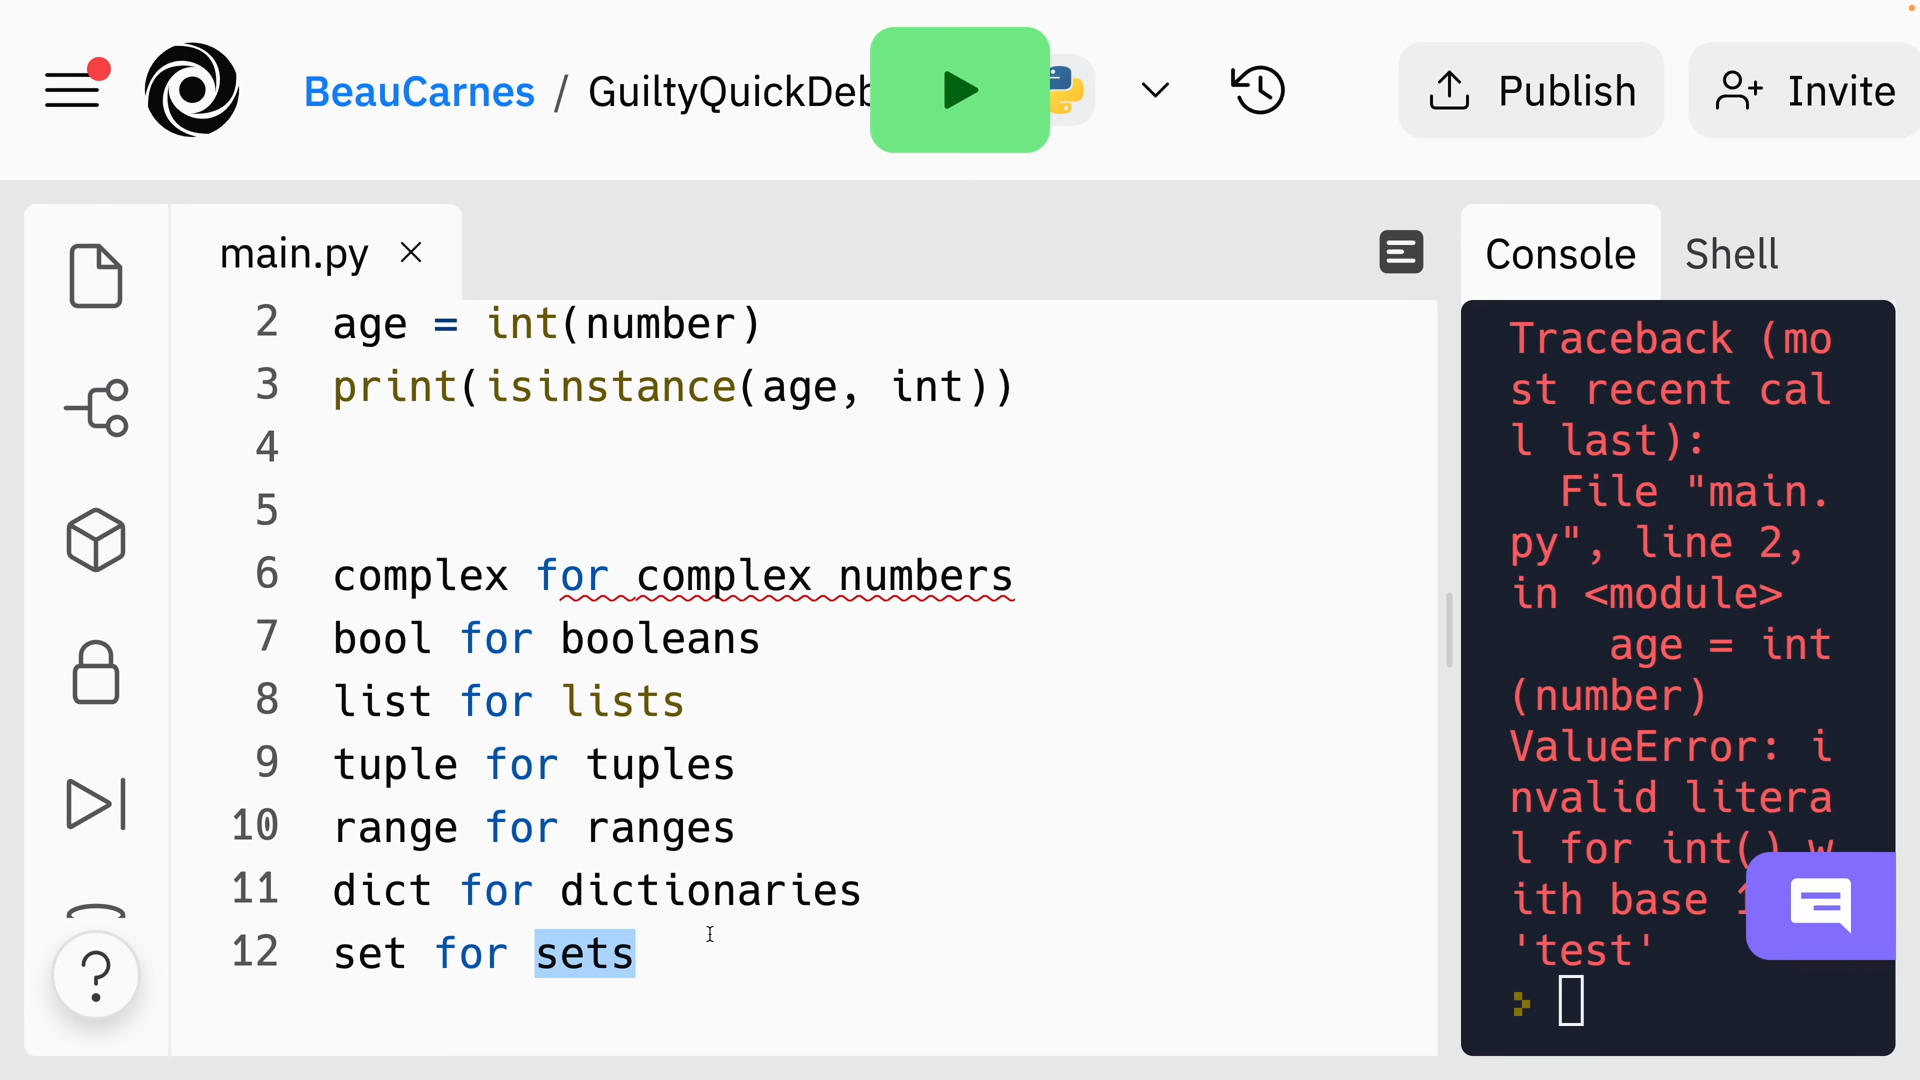 BeauCarnes / GuiltyQuickDeb
Publish
Invite
main.py
Console
Shell
2 age = int(number)
3 print(isinstance(age, int))
4
5
6 complex for complex numbers
7 bool for booleans
8 list for lists
9 tuple for tuples
10 range for ranges
11 dict for dictionaries
12 set for sets
?
Traceback (mo
st recent cal
l last):
  File "main.
py", line 2,
in <module>
    age = int
(number)
ValueError: i
nvalid litera
l for int() w
ith base
'test'